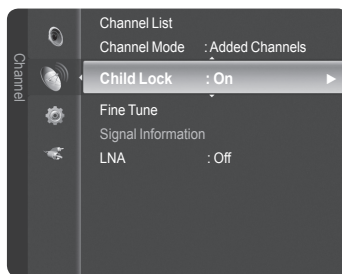 Channel
Channel List
Channel Mode : Added Channels
Child Lock : On
Fine Tune
Signal Information
LNA : Off